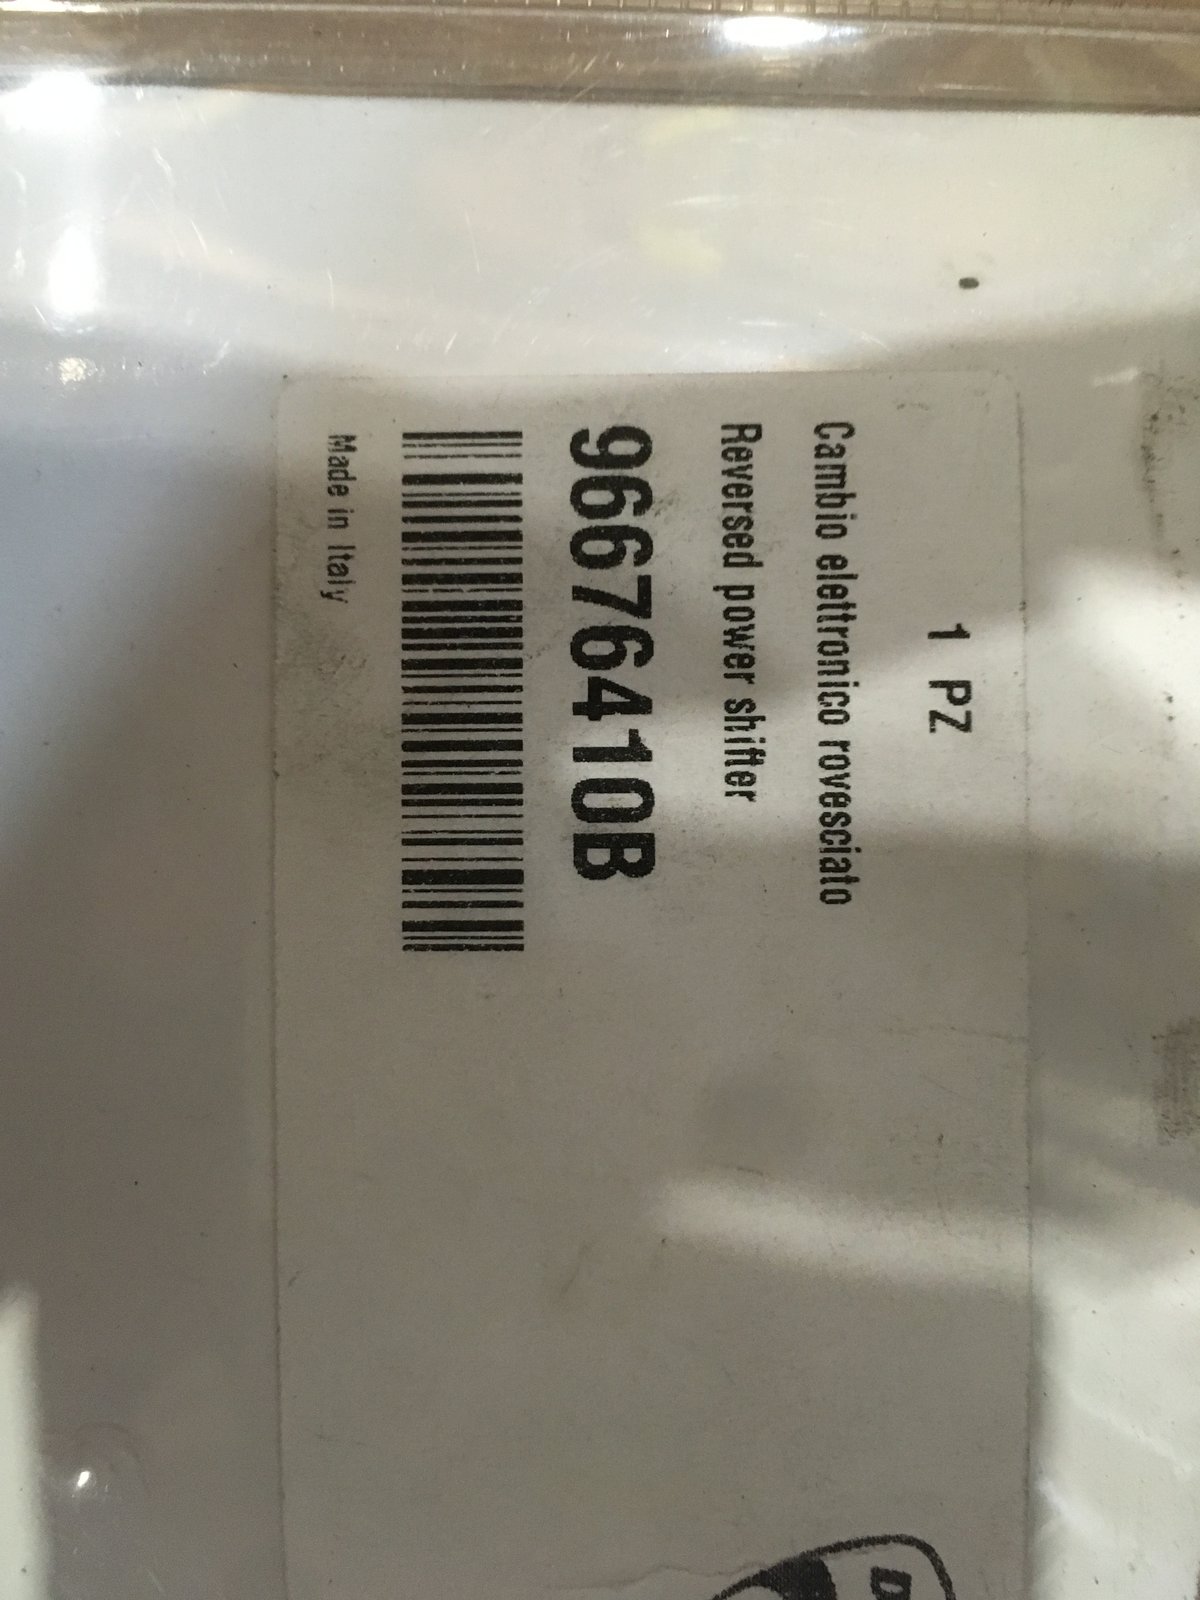 1 PZ
Cambio elettronico rovesciato
Reversed power shifter
96676410B
Made in Italy